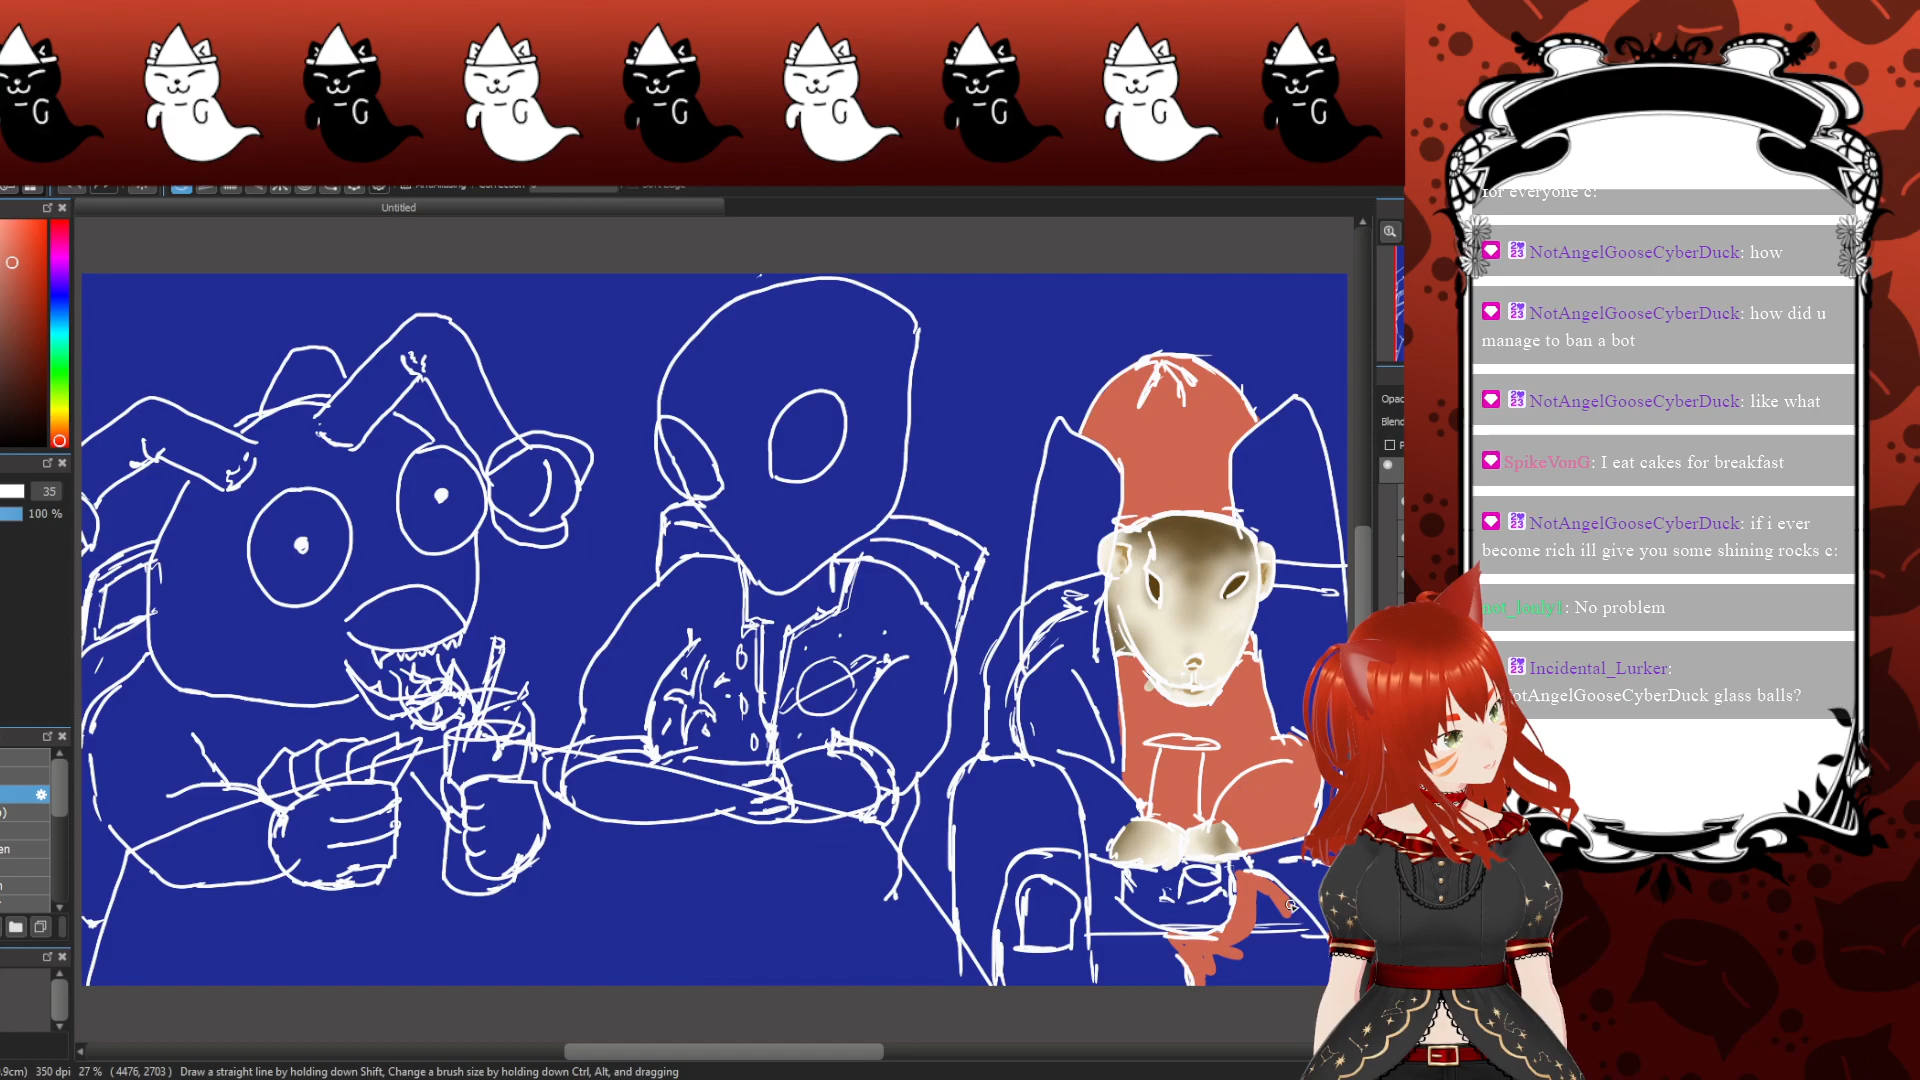 G G G G G G G G G
Untitled
Opac
Blend
35
100 %
for everyone c:
NotAngelGooseCyberDuck: how
NotAngelGooseCyberDuck: how did u
manage to ban a bot
NotAngelGooseCyberDuck: like what
SpikeVonG: I eat cakes for breakfast
NotAngelGooseCyberDuck: if i ever
become rich ill give you some shining rocks c:
: No problem
Incidental_Lurker:
otAngelGooseCyberDuck glass balls?
.9cm) 350 dpi 27 % ( 4476, 2703 ) Draw a straight line by holding down Shift, Change a brush size by holding down Ctrl, Alt, and dragging